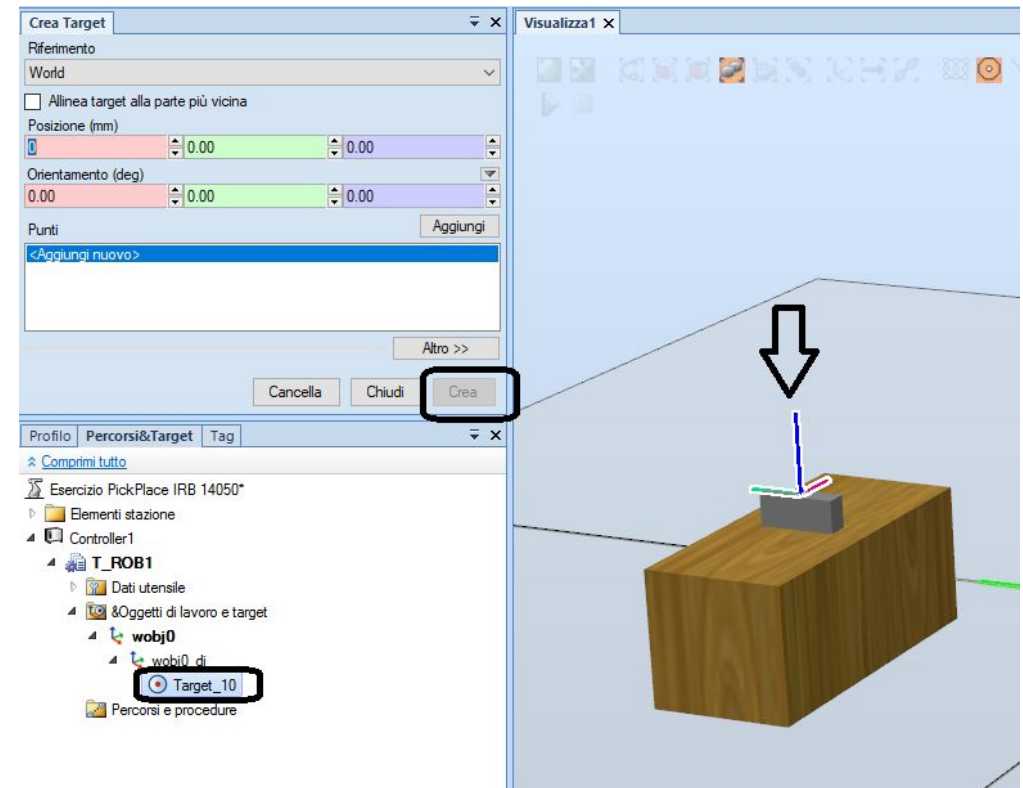 Crea Target
Riferimento
World
Allinea target alla parte più vicina
Posizione (mm)
0 0.00 0.00
Orientamento (deg)
0.00 0.00 0.00
Punti Aggiungi
<Aggiungi nuovo>
Altro >>
Cancella Chiudi Crea
Profilo Percorsi&Target Tag
Comprimi tutto
Esercizio PickPlace IRB 14050*
Elementi stazione
Controller1
T_ROB1
Dati utensile
&Oggetti di lavoro e target
wobj0
wobj0_di
Target_10
Percorsi e procedure
Visualizza1